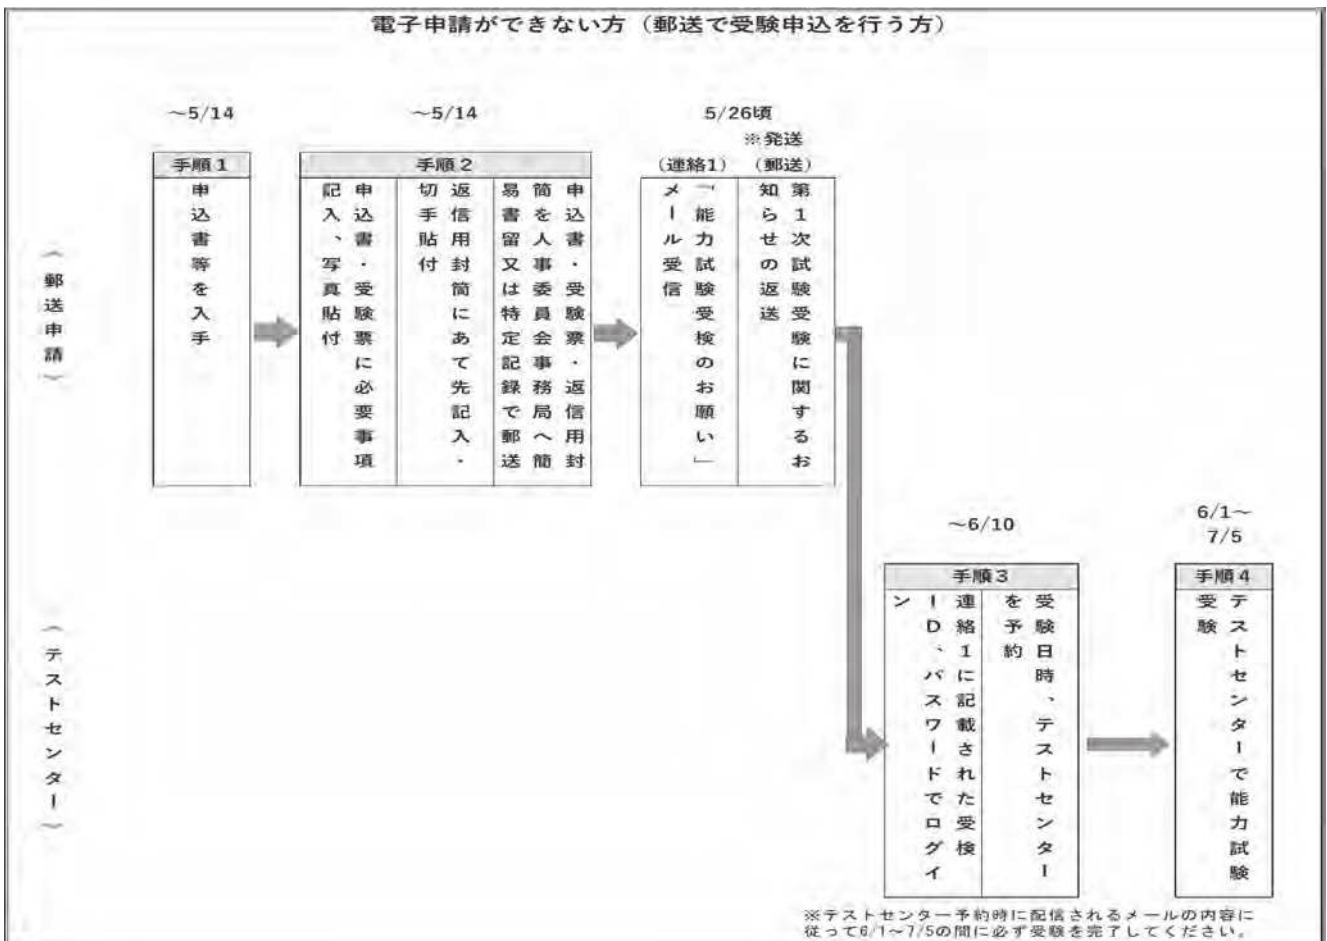 電子申請ができない方（郵送で受験申込を行う方）
～5/14
～5/14
5/26頃
※発送
（連絡1）
（郵送）
手順1
手順2
（郵送申請）
申込書等を入手
申込書・受験票に必要事項
記入、写真貼付
返信用封筒にあて先記入・
切手貼付
申込書・受験票・返信用封
筒を人事委員会事務局へ簡
易書留又は特定記録で郵送
「能力試験受検のお願い」
メール受信
第1次試験受験に関するお
知らせの返送
～6/10
6/1～
7/5
手順3
手順4
（テストセンター）
連絡1に記載された受検
ID、パスワードでログイ
ン
受験日時、テストセンター
を予約
テストセンターで能力試験
受験
※テストセンター予約時に配信されるメールの内容に
従って6/1～7/5の間に必ず受験を完了してください。